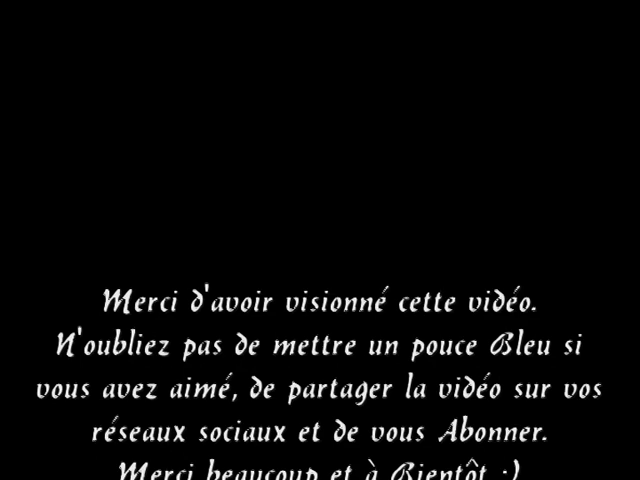 Merci d'avoir visionné cette vidéo.
N'oubliez pas de mettre un pouce Bleu si
vous avez aimé, de partager la vidéo sur vos
réseaux sociaux et de vous Abonner.
Merci beaucoup et à Bientôt :)